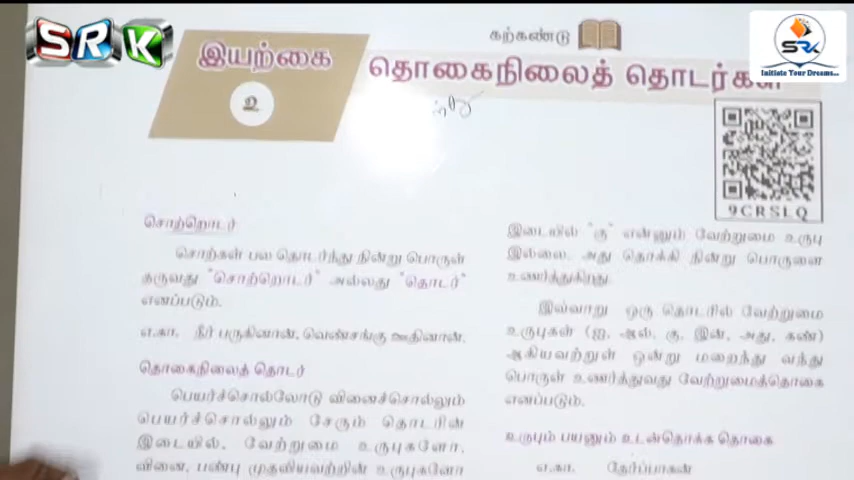 SRK
கற்கண்டு
SRK
Initiate Your Dreams...
இயற்கை
௨
தொகைநிலைத் தொடர்கள்
9CRSLQ
சொற்றொடர்
சொற்கள் பல தொடர்ந்து நின்று பொருள்
தருவது "சொற்றொடர்" அல்லது "தொடர்"
எனப்படும்.
எ.கா. நீர் பருகினான், வெண்சங்கு ஊதினான்.
தொகைநிலைத் தொடர்
பெயர்ச்சொல்லோடு வினைச்சொல்லும்
பெயர்ச்சொல்லும் சேரும் தொடரின்
இடையில், வேற்றுமை உருபுகளோ,
வினை, பண்பு முதலியவற்றின் உருபுகளோ
இடையில் "கு" என்னும் வேற்றுமை உருபு
இல்லை. அது தொக்கி நின்று பொருளை
உணர்த்துகிறது.
இவ்வாறு ஒரு தொடரில் வேற்றுமை
உருபுகள் (ஐ, ஆல், கு, இன், அது, கண்)
ஆகியவற்றுள் ஒன்று மறைந்து வந்து
பொருள் உணர்த்துவது வேற்றுமைத்தொகை
எனப்படும்.
உருபும் பயனும் உடன்தொக்க தொகை
எ.கா. தேர்ப்பாகன்